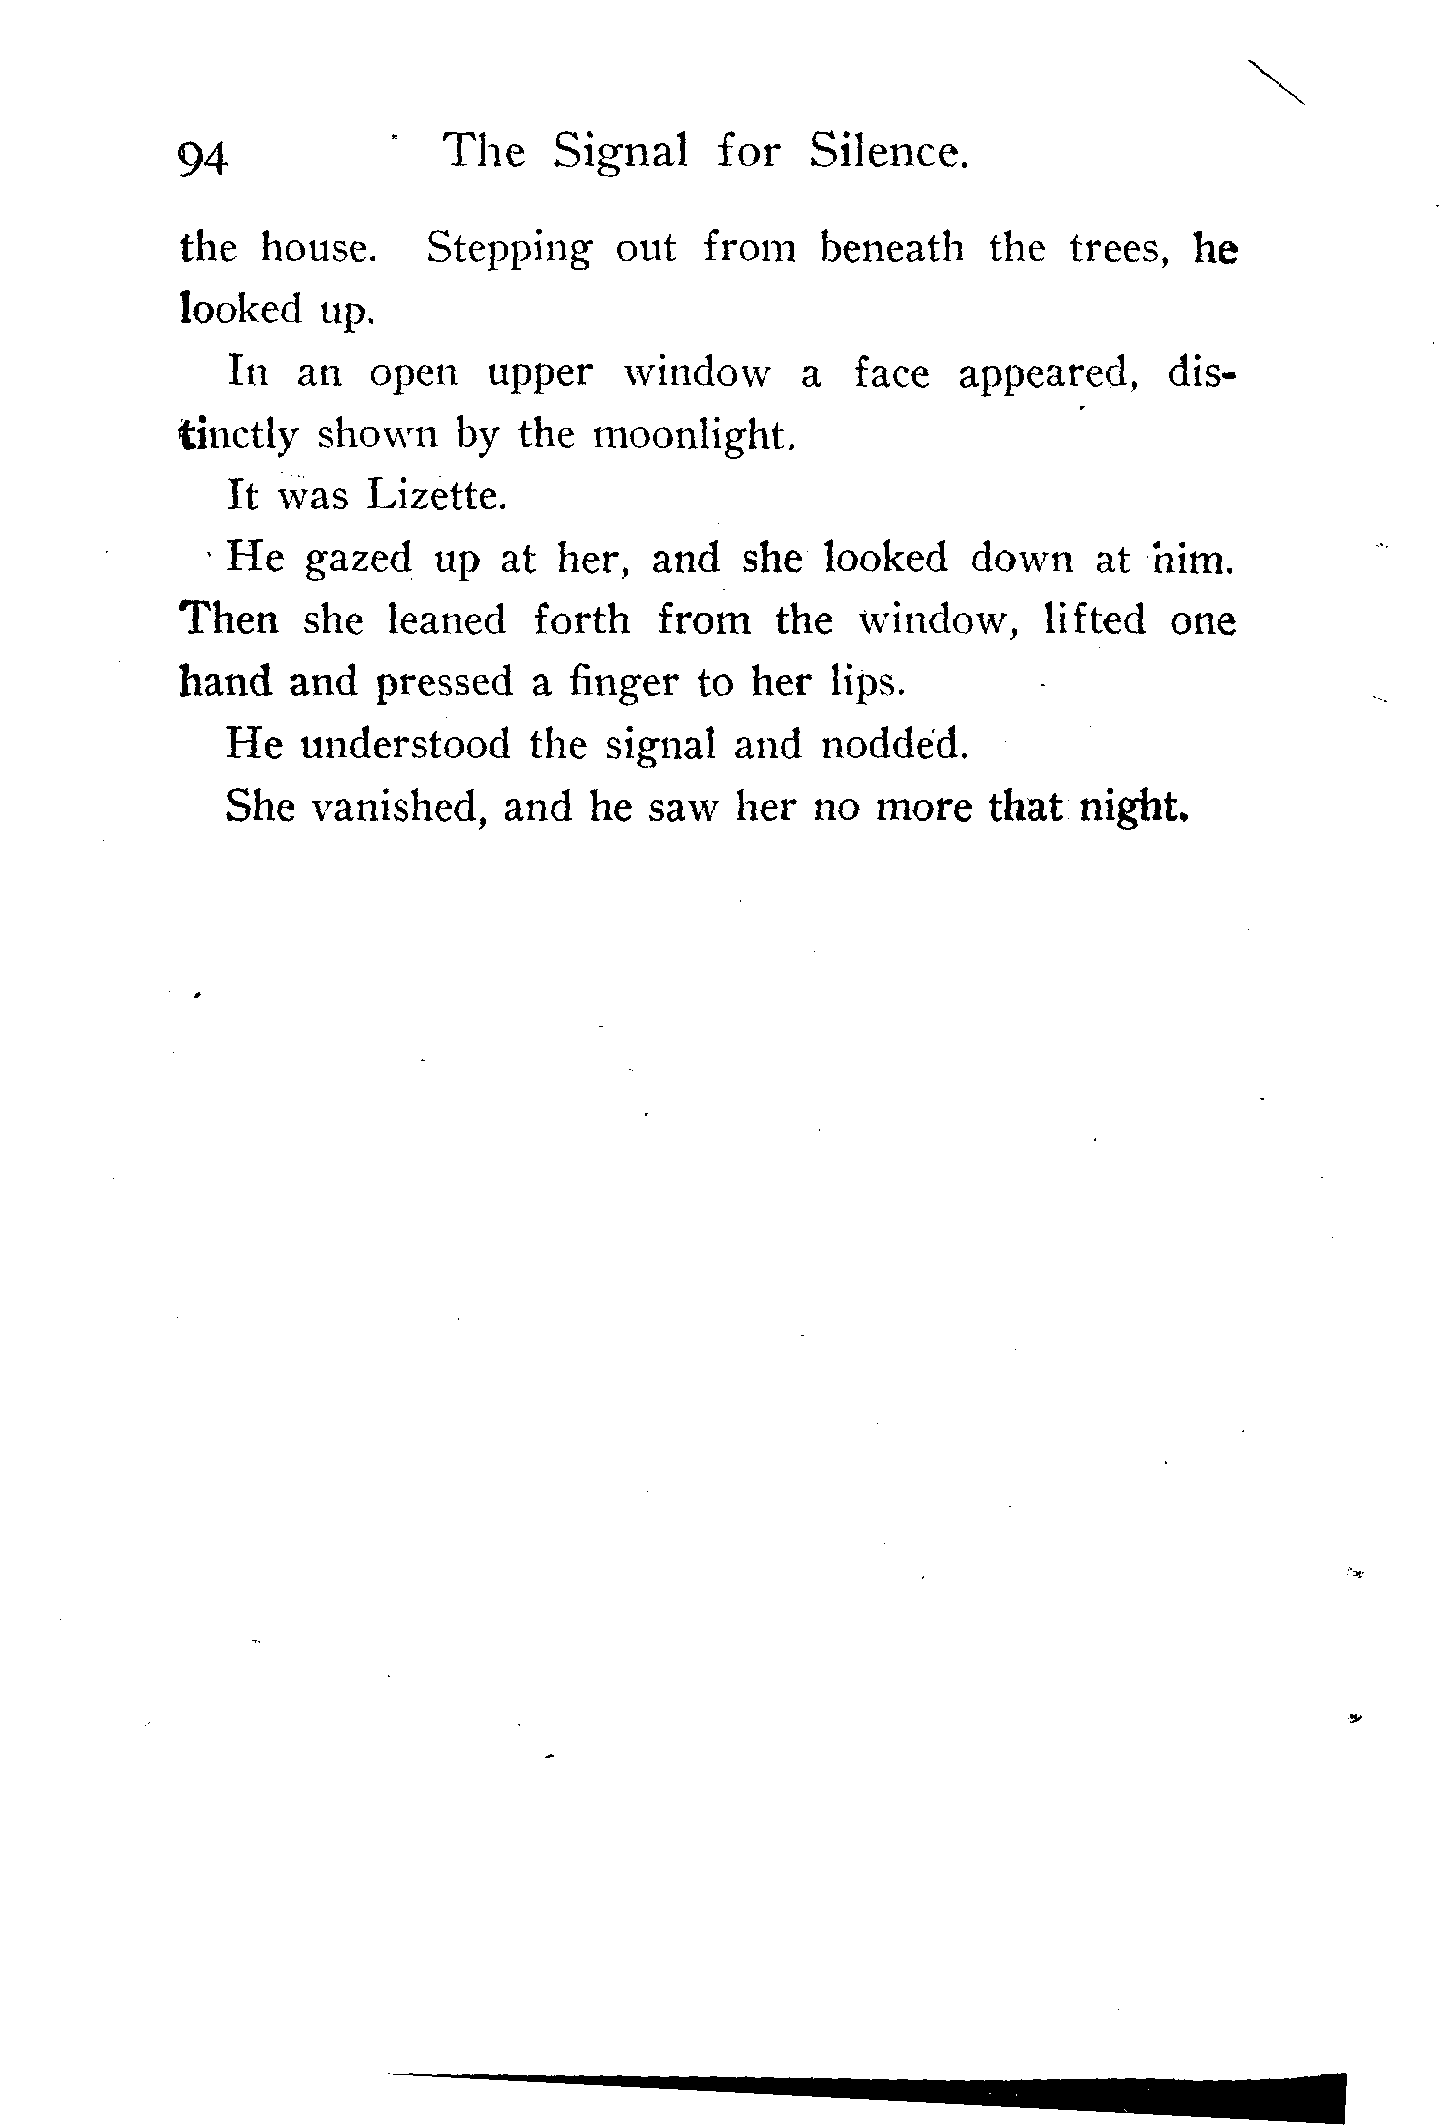 94 The Signal for Silence.
the house. Stepping out from beneath the trees, he
looked up.
In an open upper window a face appeared, dis-
tinctly shown by the moonlight.
It was Lizette.
He gazed up at her, and she looked down at him.
Then she leaned forth from the window, lifted one
hand and pressed a finger to her lips.
He understood the signal and nodded.
She vanished, and he saw her no more that night.